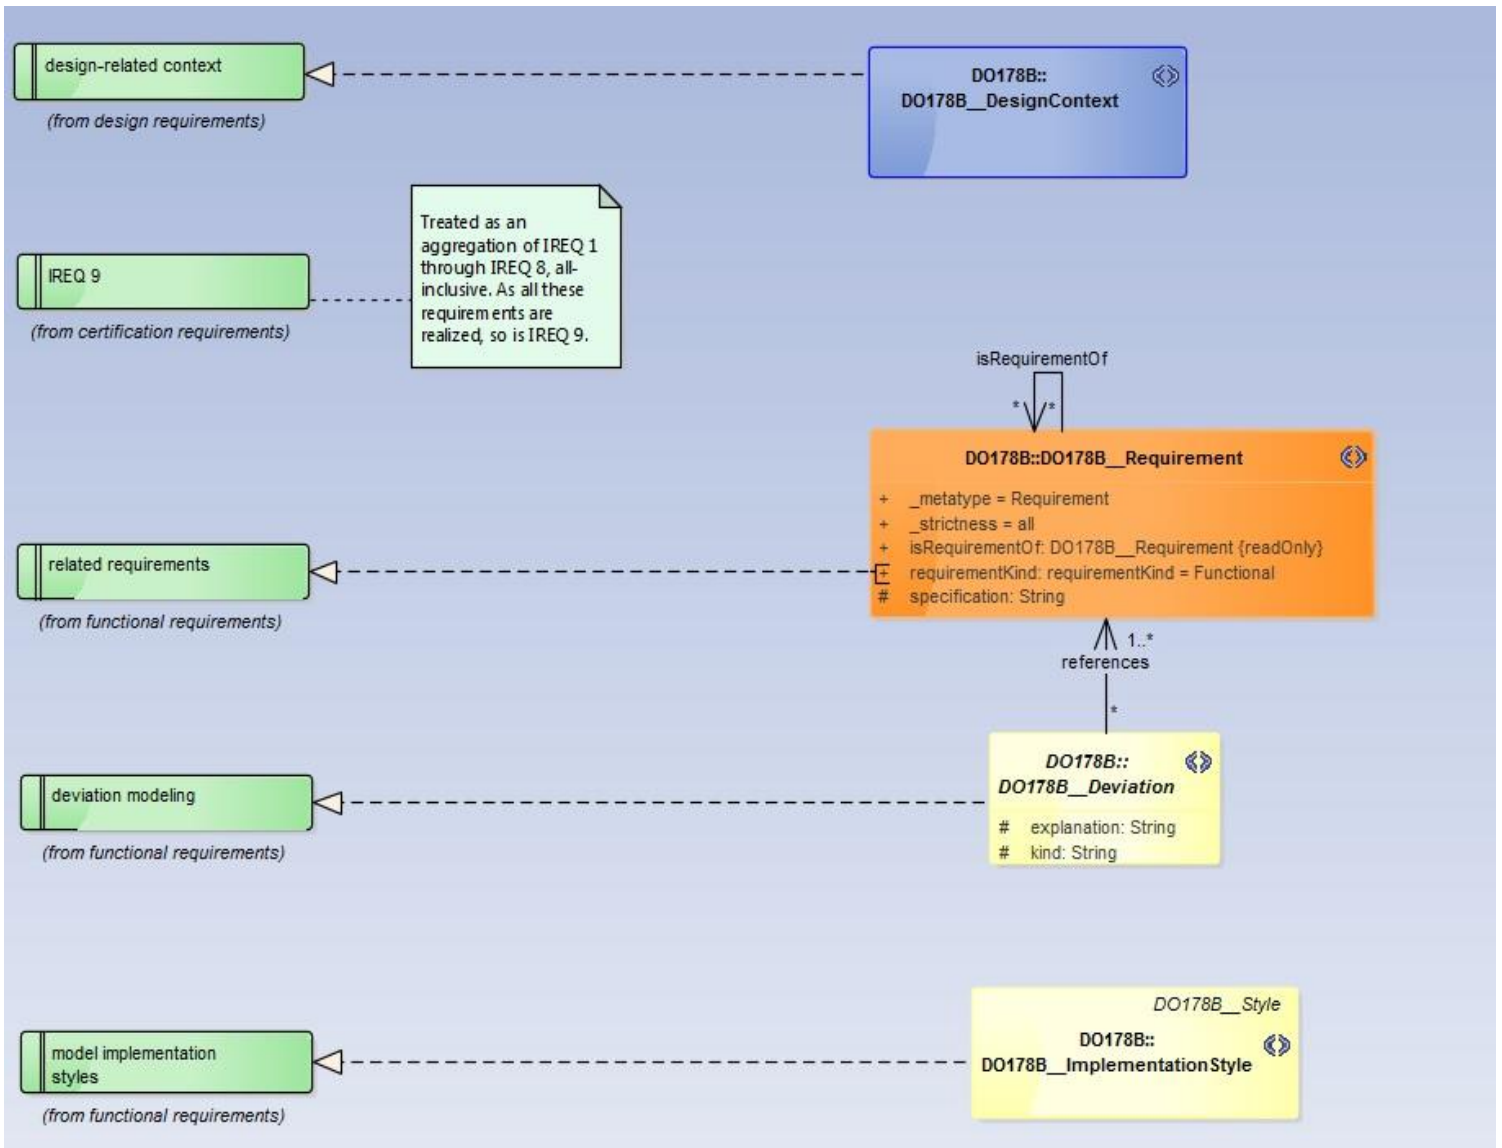 design-related context
(from design requirements)
DO178B::
DO178B__DesignContext
Treated as an
aggregation of IREQ 1
through IREQ 8, all-
inclusive. As all these
requirements are
realized, so is IREQ 9.
IREQ 9
(from certification requirements)
isRequirementOf
* *
DO178B::DO178B__Requirement
+ _metatype = Requirement
+ _strictness = all
+ isRequirementOf: DO178B__Requirement {readOnly}
+ requirementKind: requirementKind = Functional
# specification: String
related requirements
(from functional requirements)
1..*
references
*
DO178B::
DO178B__Deviation
# explanation: String
# kind: String
deviation modeling
(from functional requirements)
DO178B__Style
DO178B::
DO178B__ImplementationStyle
model implementation
styles
(from functional requirements)